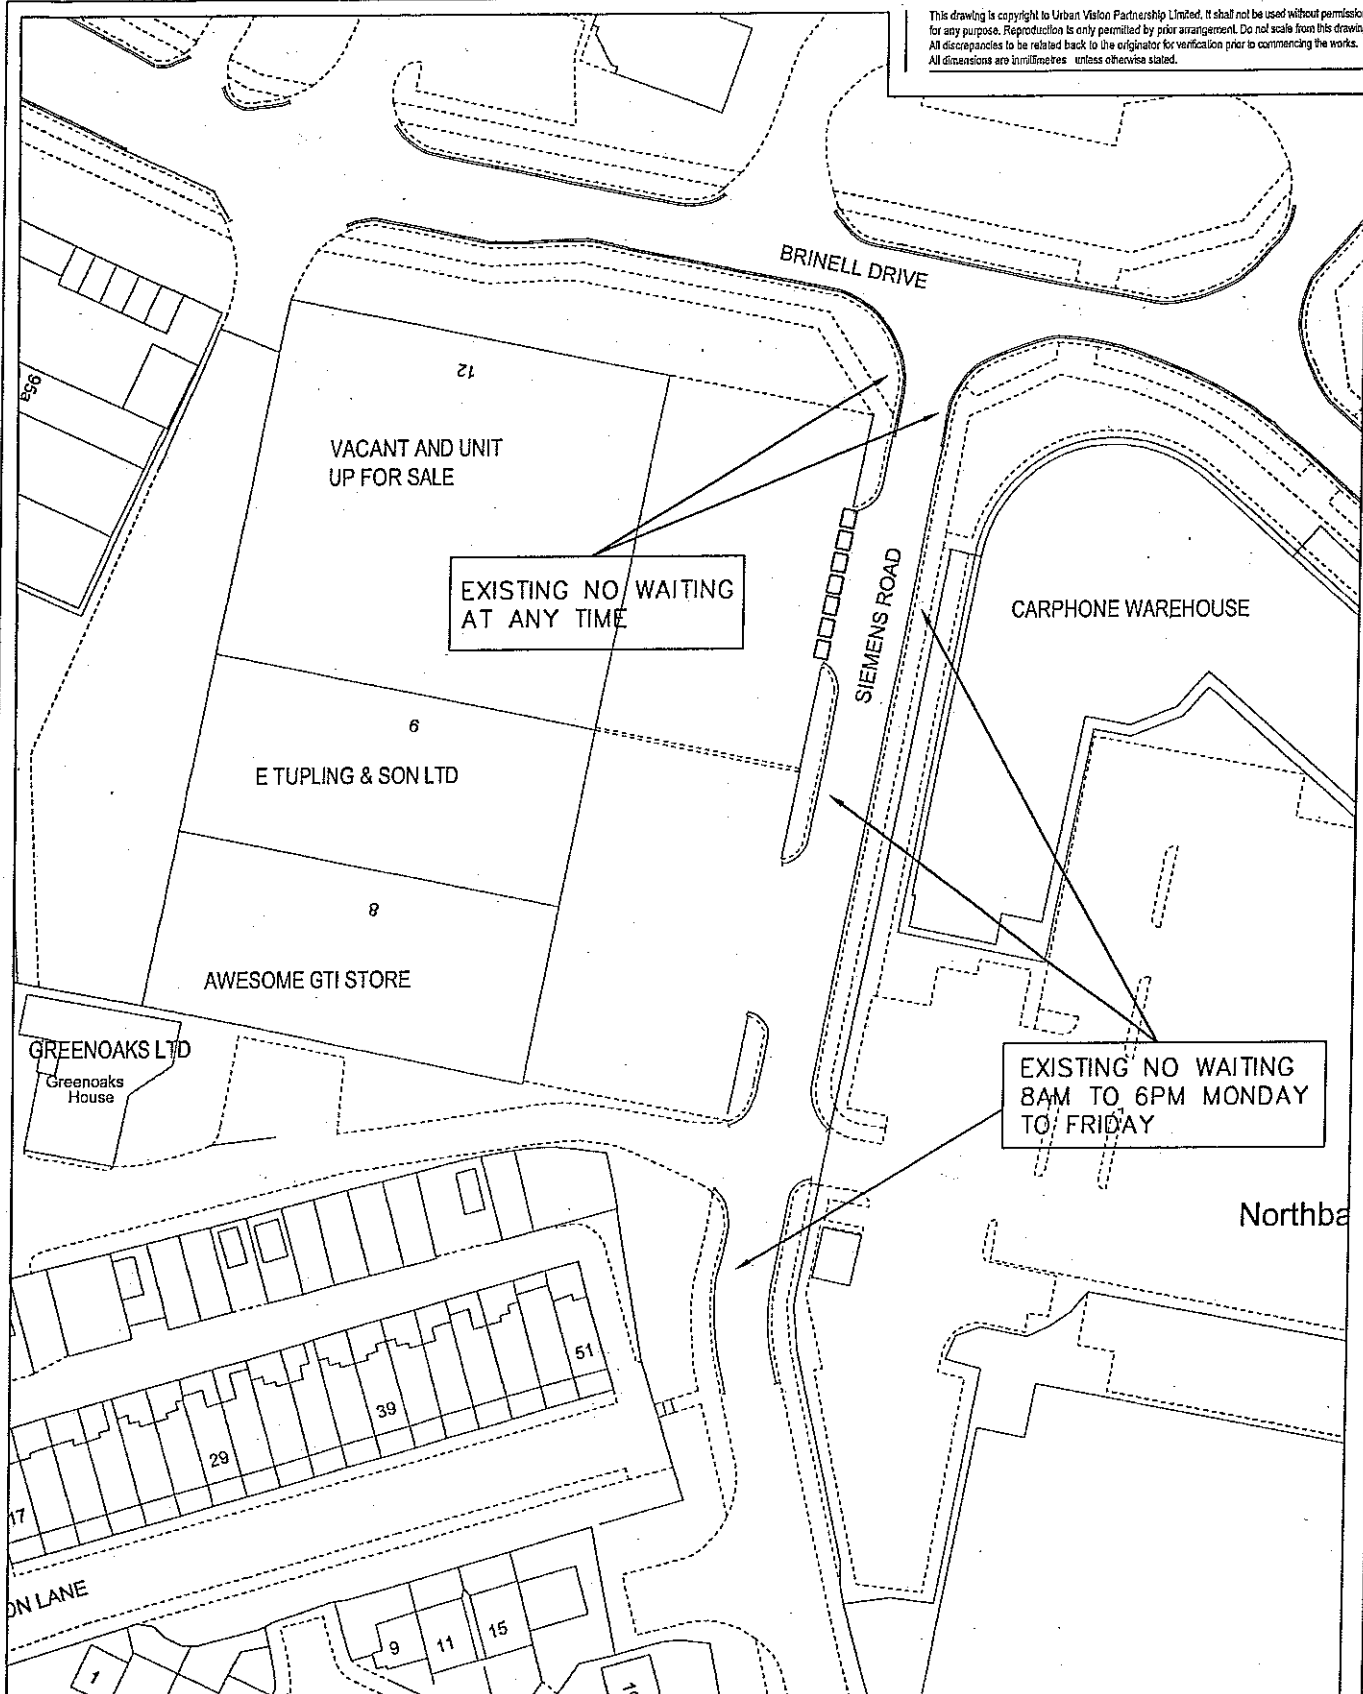 This drawing is copyright to Urban Vision Partnership Limited. It shall not be used without permissio
for any purpose. Reproduction is only permitted by prior arrangement. Do not scale from this drawin
All discrepancies to be related back to the originator for verification prior to commencing the works.
All dimensions are inmillimetres unless otherwise stated.
BRINELL DRIVE
12
95a
VACANT AND UNIT
UP FOR SALE
EXISTING NO WAITING
AT ANY TIME
SIEMENS ROAD
CARPHONE WAREHOUSE
9
E TUPLING & SON LTD
8
AWESOME GTI STORE
GREENOAKS LTD
Greenoaks
House
EXISTING NO WAITING
8AM TO 6PM MONDAY
TO FRIDAY
Northba
51
39
29
17
ON LANE
9
11
15
1